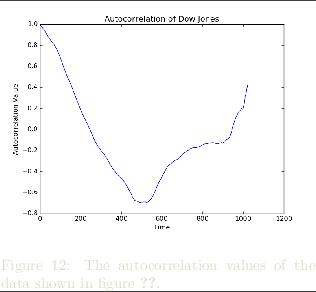 Autocorrelation of Dow Jones
1.0
0.8
0.6
0.4
0.2
0.0
−0.2
−0.4
−0.6
−0.8
Autocorrelation Value
0 200 400 600 800 1000 1200
Time
Figure 12: The autocorrelation values of the
data shown in figure ??.